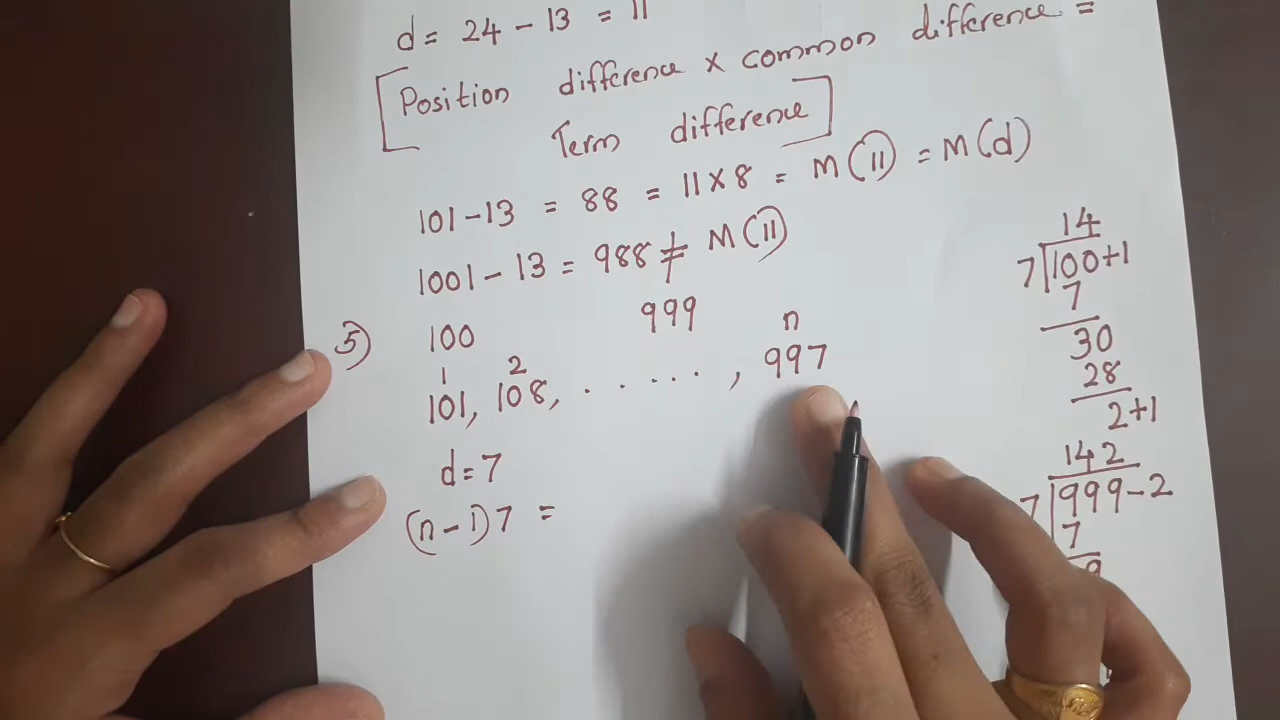 d = 24 - 13 = 11
[Position difference × common difference =
Term difference]
101 - 13 = 88 = 11 × 8 = M(11) = M(d)
1001 - 13 = 988 ≠ M(11)
5) 100 999
1 2 n
101, 108, . . . . . . , 997
d = 7
(n - 1) 7 =
14
7 100+1
7
30
28
2+1
142
7 999-2
7